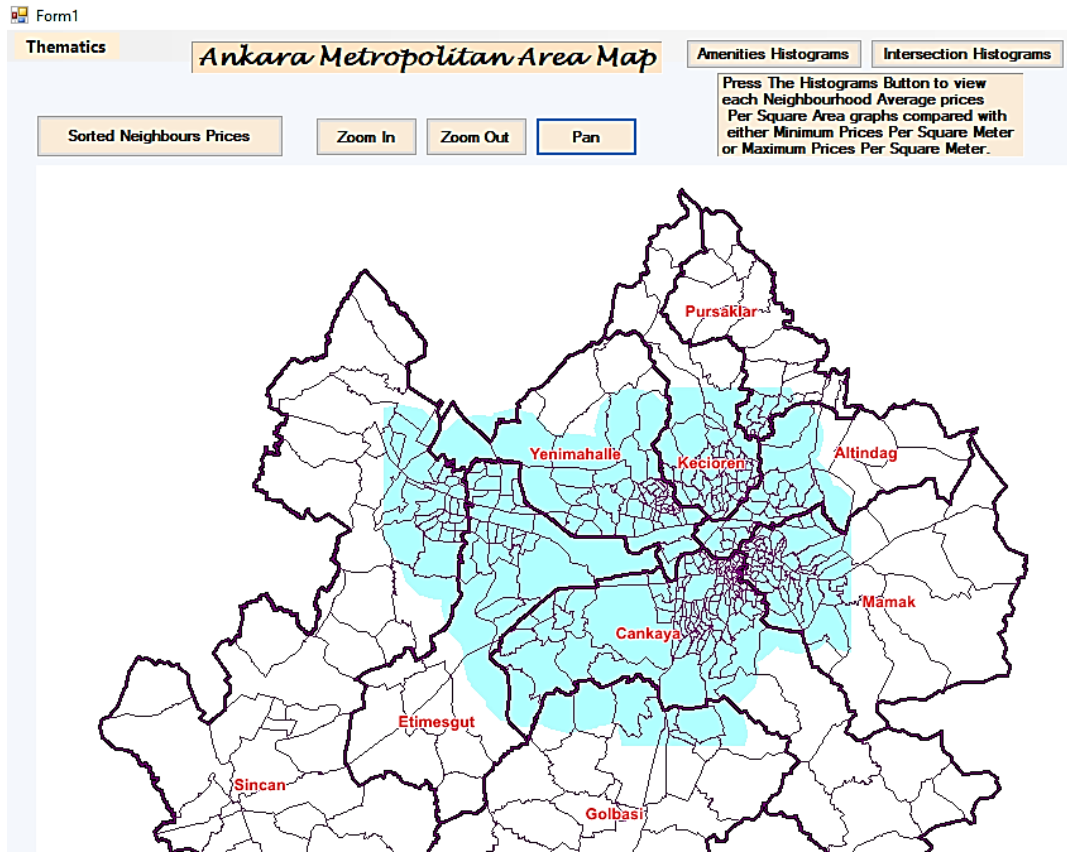 Form1
Thematics
Ankara Metropolitan Area Map
Amenities Histograms
Intersection Histograms
Press The Histograms Button to view
each Neighbourhood Average prices
Per Square Area graphs compared with
either Minimum Prices Per Square Meter
or Maximum Prices Per Square Meter.
Sorted Neighbours Prices
Zoom In
Zoom Out
Pan
Pursaklar
Yenimahalle
Kecioren
Altindag
Mamak
Cankaya
Etimesgut
Sincan
Golbasi